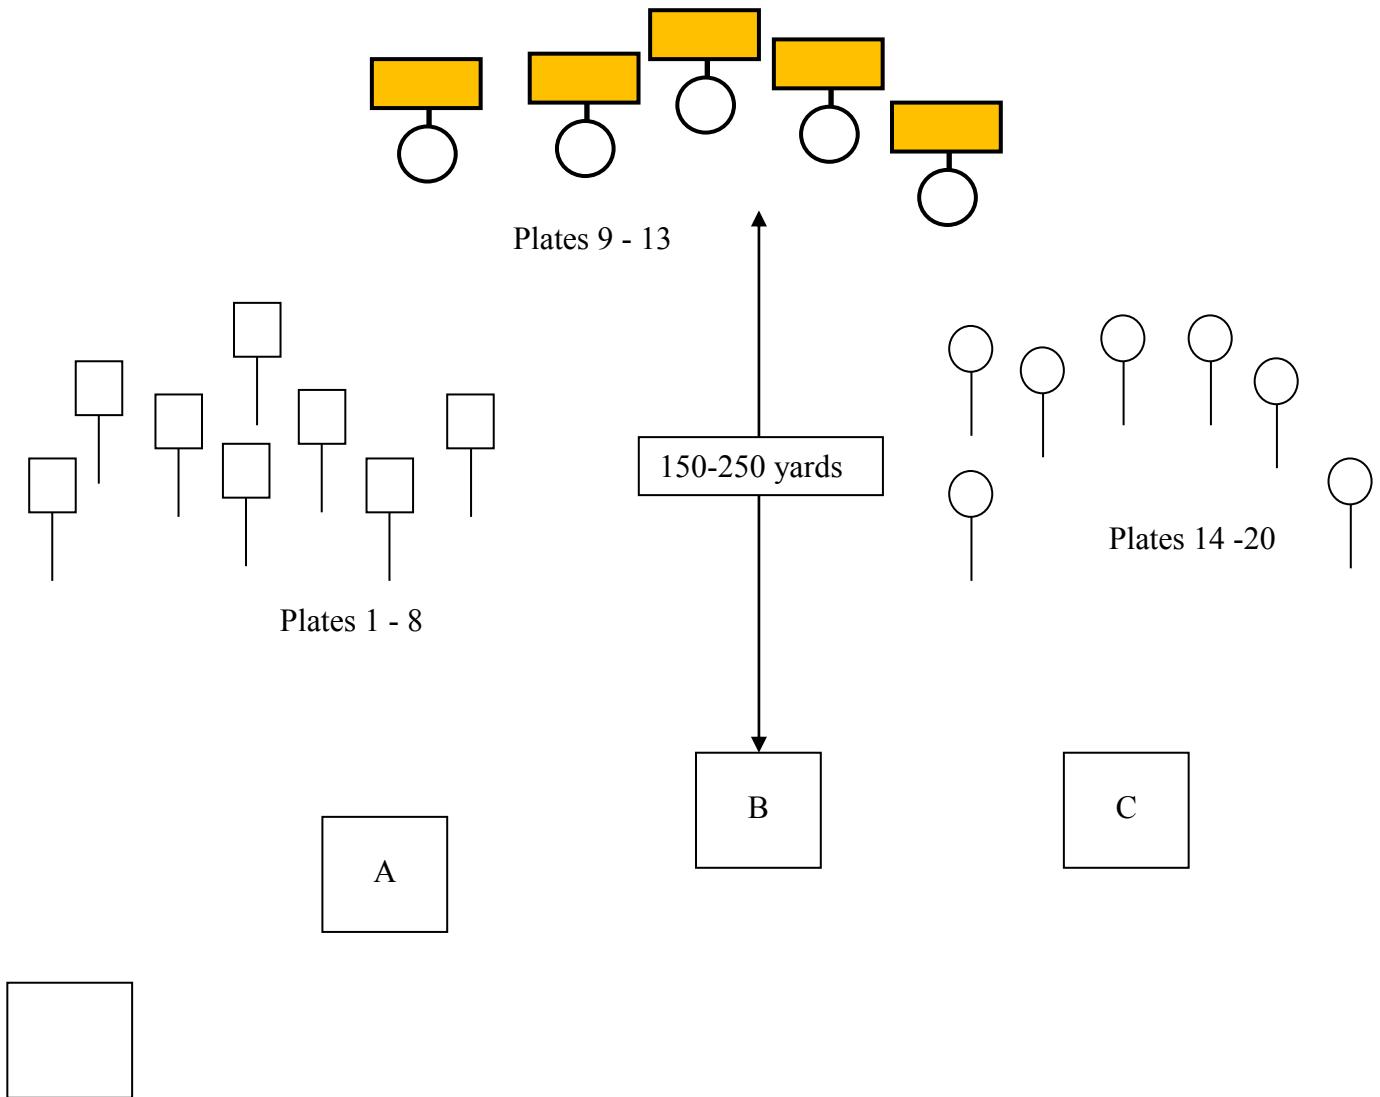 Plates 9 - 13
150-250 yards
Plates 14 -20
Plates 1 - 8
B
C
A